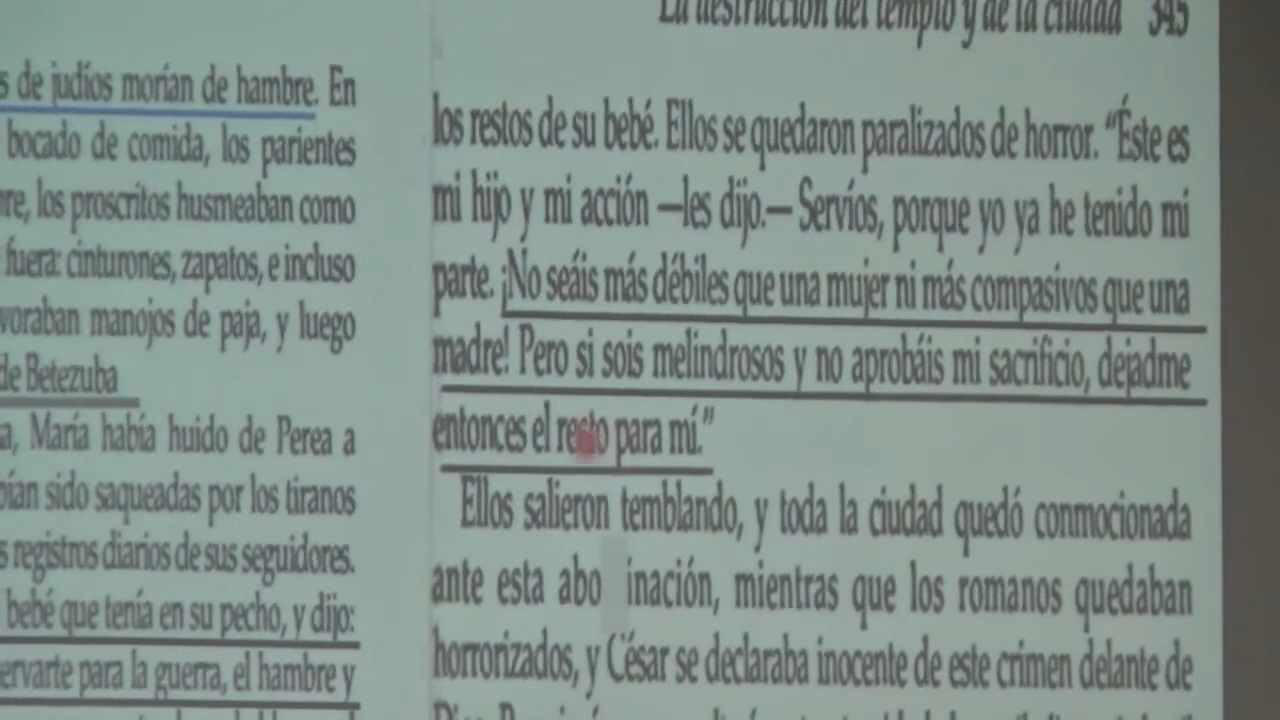 La destrucción del templo y de la ciudad 345
s de judíos morían de hambre. En
bocado de comida, los parientes
re, los proscritos husmeaban como
fuera: cinturones, zapatos, e incluso
voraban manojos de paja, y luego
de Betezuba
a, María había huido de Perea a
bían sido saqueadas por los tiranos
s registros diarios de sus seguidores.
bebé que tenía en su pecho, y dijo:
ervarte para la guerra, el hambre y
los restos de su bebé. Ellos se quedaron paralizados de horror. “Éste es
mi hijo y mi acción —les dijo.— Servíos, porque yo ya he tenido mi
parte. ¡No seáis más débiles que una mujer ni más compasivos que una
madre! Pero si sois melindrosos y no aprobáis mi sacrificio, dejadme
entonces el resto para mí.”
Ellos salieron temblando, y toda la ciudad quedó conmocionada
ante esta abo inación, mientras que los romanos quedaban
horrorizados, y César se declaraba inocente de este crimen delante de